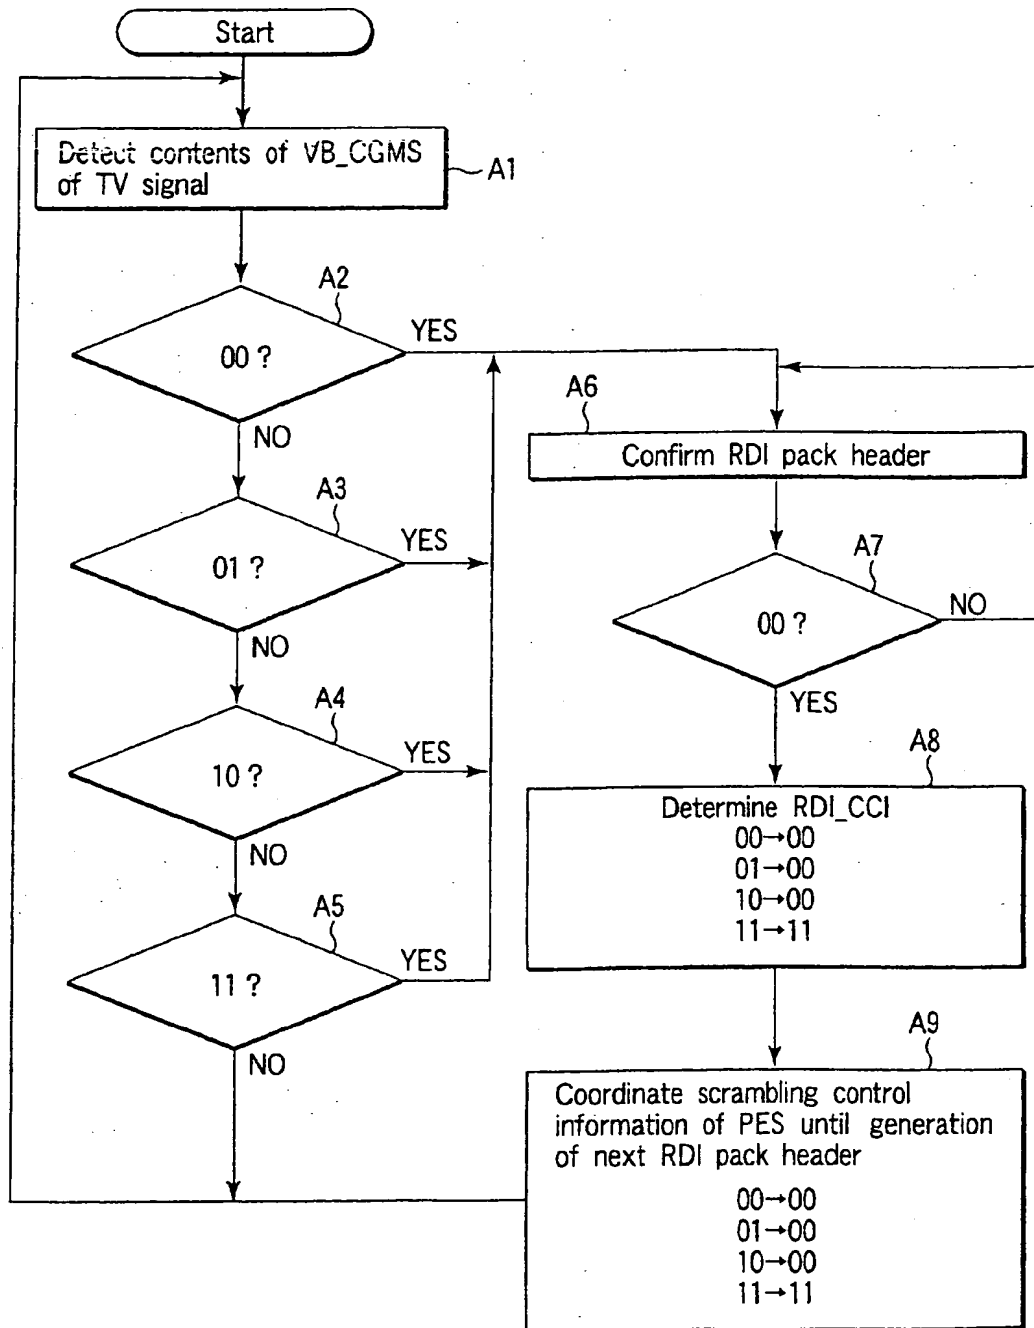 Start
Detect contents of VB_CGMS
of TV signal
A1
A2
00 ?
YES
NO
A3
01 ?
YES
NO
A4
10 ?
YES
NO
A5
11 ?
YES
NO
A6
Confirm RDI pack header
A7
00 ?
NO
YES
A8
Determine RDI_CCI
00→00
01→00
10→00
11→11
A9
Coordinate scrambling control
information of PES until generation
of next RDI pack header
00→00
01→00
10→00
11→11